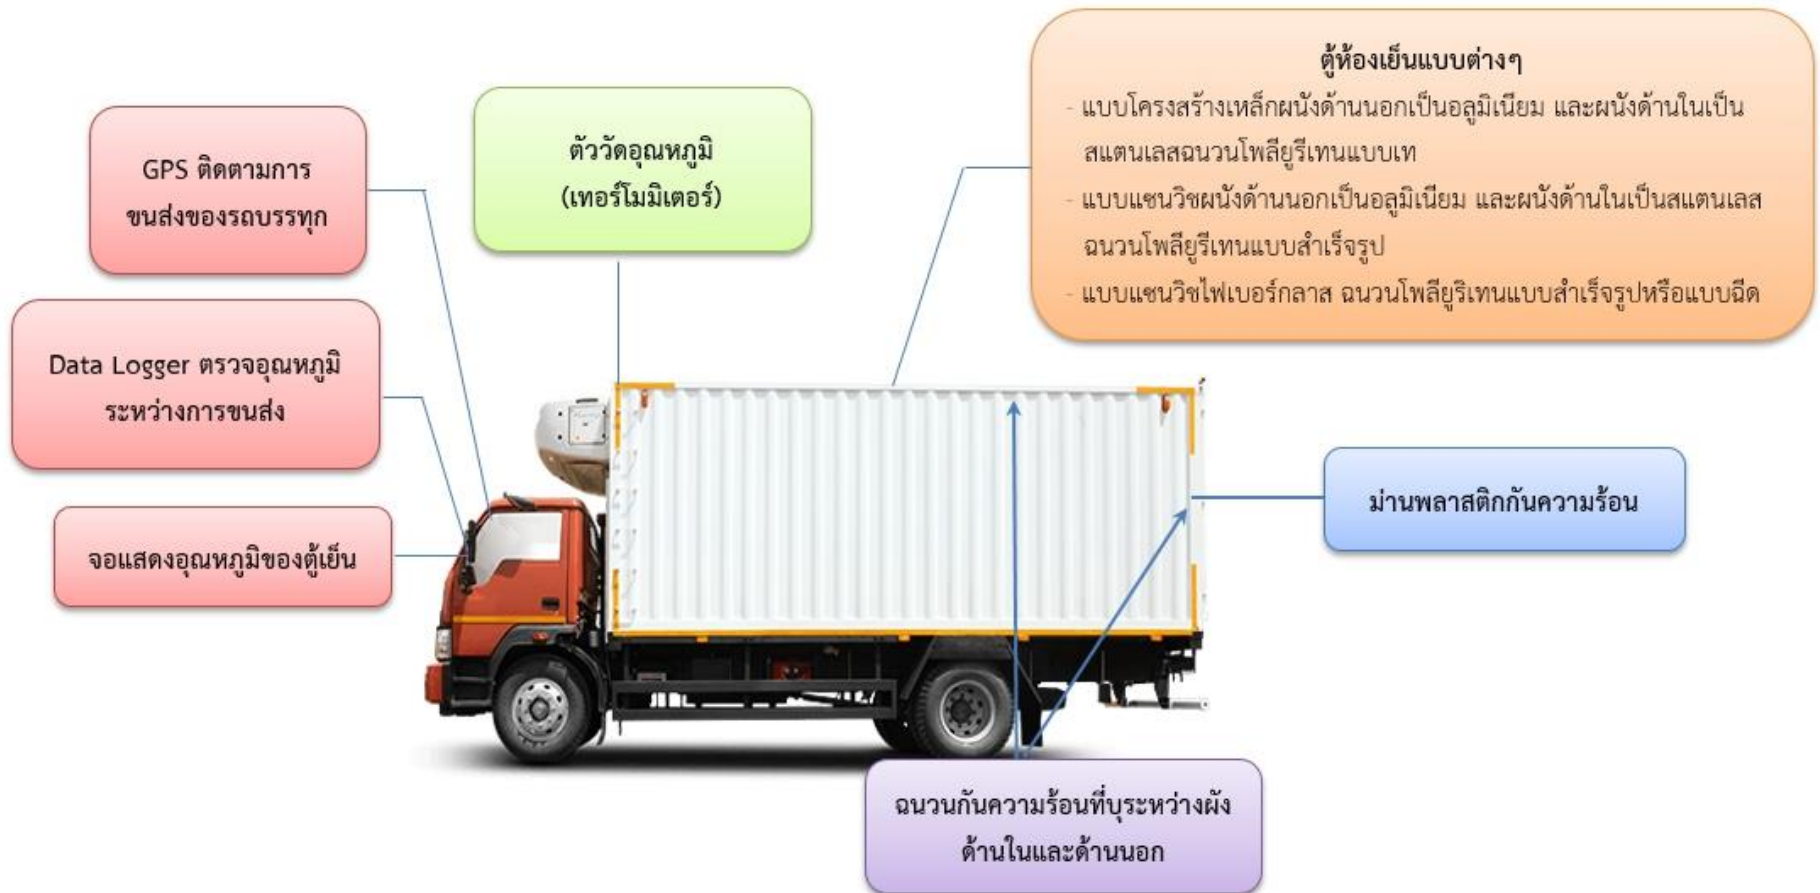 ตู้ห้องเย็นแบบต่างๆ
- แบบโครงสร้างเหล็กผนังด้านนอกเป็นอลูมิเนียม และผนังด้านในเป็น
สแตนเลสฉนวนโพลียูรีเทนแบบเท
- แบบแซนวิชผนังด้านนอกเป็นอลูมิเนียม และผนังด้านในเป็นสแตนเลส
ฉนวนโพลียูรีเทนแบบสำเร็จรูป
- แบบแซนวิชไฟเบอร์กลาส ฉนวนโพลียูริเทนแบบสำเร็จรูปหรือแบบฉีด
ตัววัดอุณหภูมิ
(เทอร์โมมิเตอร์)
GPS ติดตามการ
ขนส่งของรถบรรทุก
Data Logger ตรวจอุณหภูมิ
ระหว่างการขนส่ง
จอแสดงอุณหภูมิของตู้เย็น
ม่านพลาสติกกันความร้อน
ฉนวนกันความร้อนที่บุระหว่างผัง
ด้านในและด้านนอก